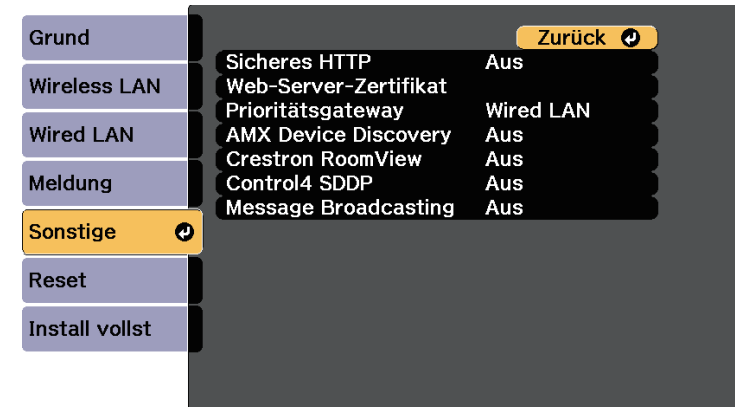 Grund
Wireless LAN
Wired LAN
Meldung
Sonstige
Reset
Install vollst
Zurück
Sicheres HTTP Aus
Web-Server-Zertifikat
Prioritätsgateway Wired LAN
AMX Device Discovery Aus
Crestron RoomView Aus
Control4 SDDP Aus
Message Broadcasting Aus